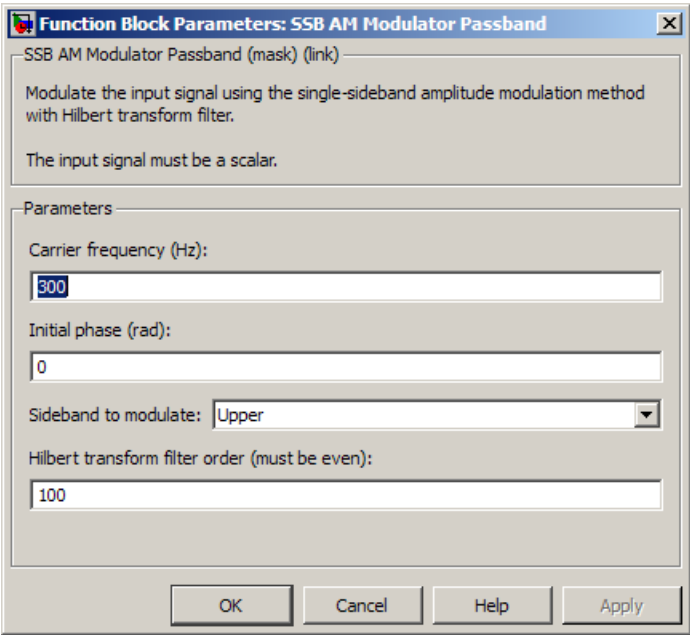 Function Block Parameters: SSB AM Modulator Passband
SSB AM Modulator Passband (mask) (link)
Modulate the input signal using the single-sideband amplitude modulation method
with Hilbert transform filter.
The input signal must be a scalar.
Parameters
Carrier frequency (Hz):
300
Initial phase (rad):
0
Sideband to modulate: Upper
Hilbert transform filter order (must be even):
100
OK Cancel Help Apply